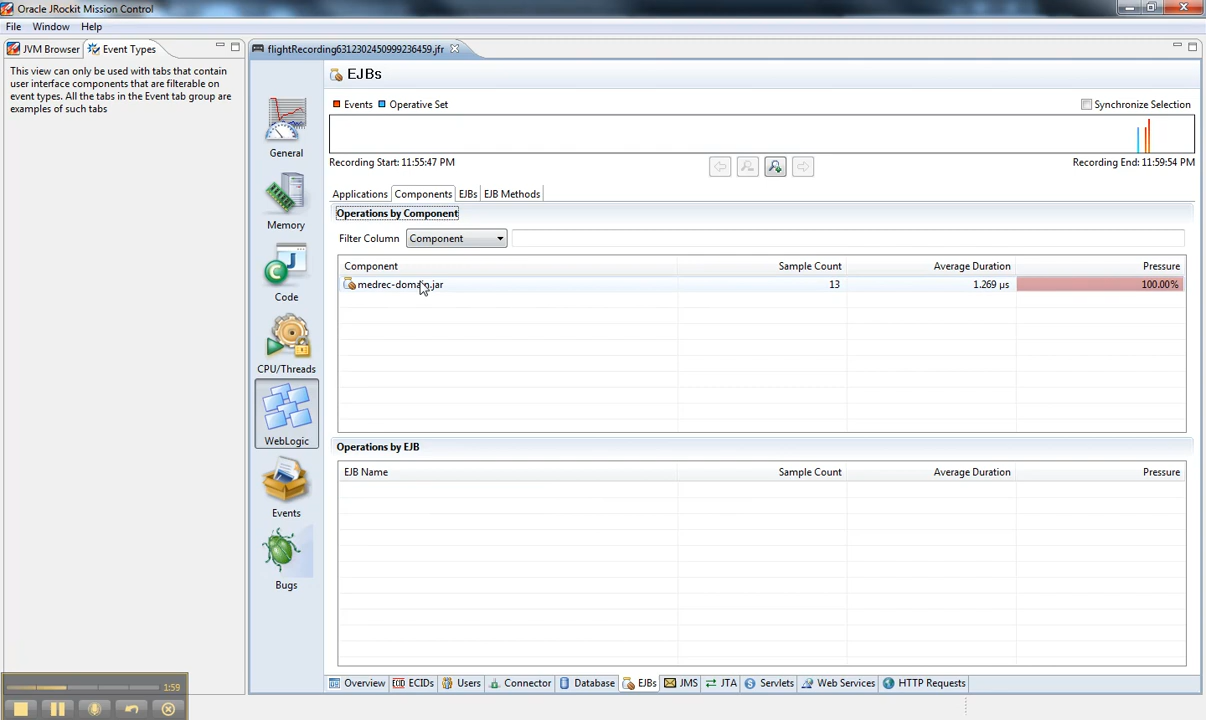 Oracle JRockit Mission Control
File Window Help
JVM Browser Event Types
This view can only be used with tabs that contain
user interface components that are filterable on
event types. All the tabs in the Event tab group are
examples of such tabs
flightRecording6312302450999236459.jfr
EJBs
Events Operative Set Synchronize Selection
Recording Start: 11:55:47 PM Recording End: 11:59:54 PM
Applications Components EJBs EJB Methods
Operations by Component
Filter Column Component
Component Sample Count Average Duration Pressure
medrec-domain.jar 13 1.269 µs 100.00%
Operations by EJB
EJB Name Sample Count Average Duration Pressure
General
Memory
Code
CPU/Threads
WebLogic
Events
Bugs
Overview ECIDs Users Connector Database EJBs JMS JTA Servlets Web Services HTTP Requests
1:59